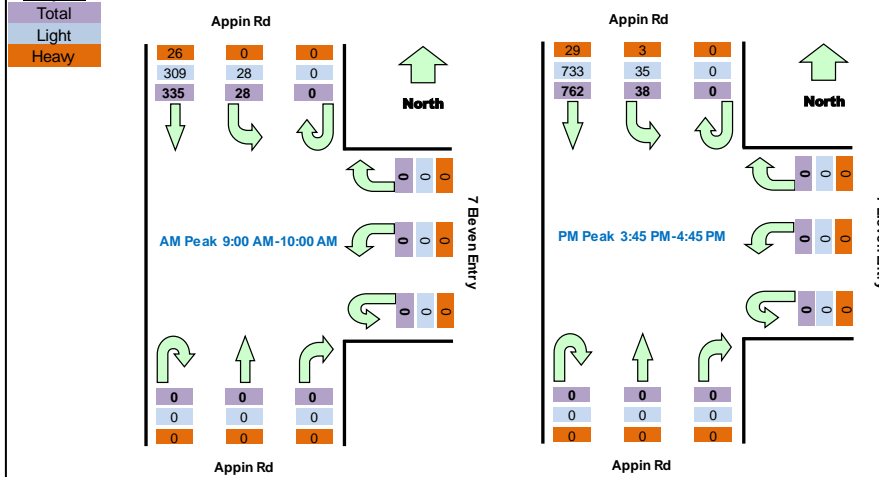 Total
Light
Heavy
Appin Rd
26 0 0
309 28 0
335 28 0
North
0 0 0
0 0 0
0 0 0
7 Eleven Entry
AM Peak 9:00 AM-10:00 AM
0 0 0
0 0 0
0 0 0
Appin Rd
Appin Rd
29 3 0
733 35 0
762 38 0
North
0 0 0
0 0 0
0 0 0
PM Peak 3:45 PM-4:45 PM
0 0 0
0 0 0
0 0 0
Appin Rd